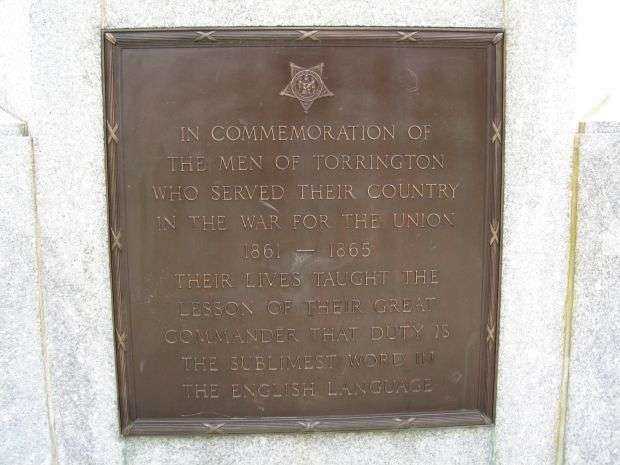 IN COMMEMORATION OF
THE MEN OF TORRINGTON
WHO SERVED THEIR COUNTRY
IN THE WAR FOR THE UNION
1861 — 1865
THEIR LIVES TAUGHT THE
LESSON OF THEIR GREAT
COMMANDER THAT DUTY IS
THE SUBLIMEST WORD IN
THE ENGLISH LANGUAGE